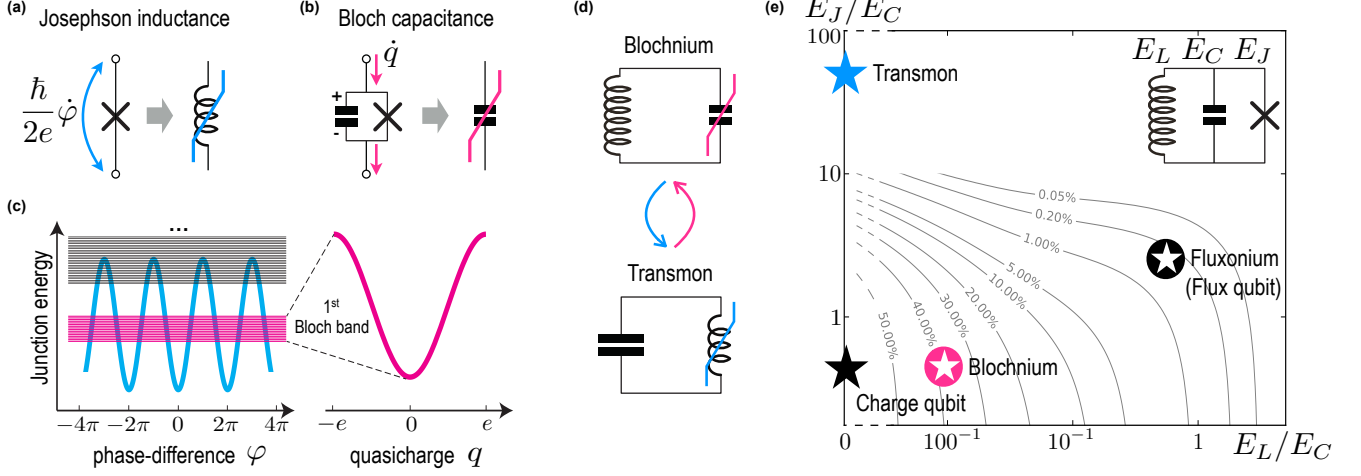 (a) Josephson inductance
ħ/2e φ̇
(b) Bloch capacitance
q̇
+
-
(c)
Junction energy
...
1st
Bloch band
−4π −2π 0 2π 4π
phase-difference φ
−e 0 e
quasicharge q
(d)
Blochnium
Transmon
(e)
E_J/E_C
100
10
1
Transmon
E_L E_C E_J
0.05%
0.20%
1.00%
5.00%
10.00%
20.00%
30.00%
40.00%
50.00%
Fluxonium
(Flux qubit)
Blochnium
Charge qubit
0 100⁻¹ 10⁻¹ 1 E_L/E_C